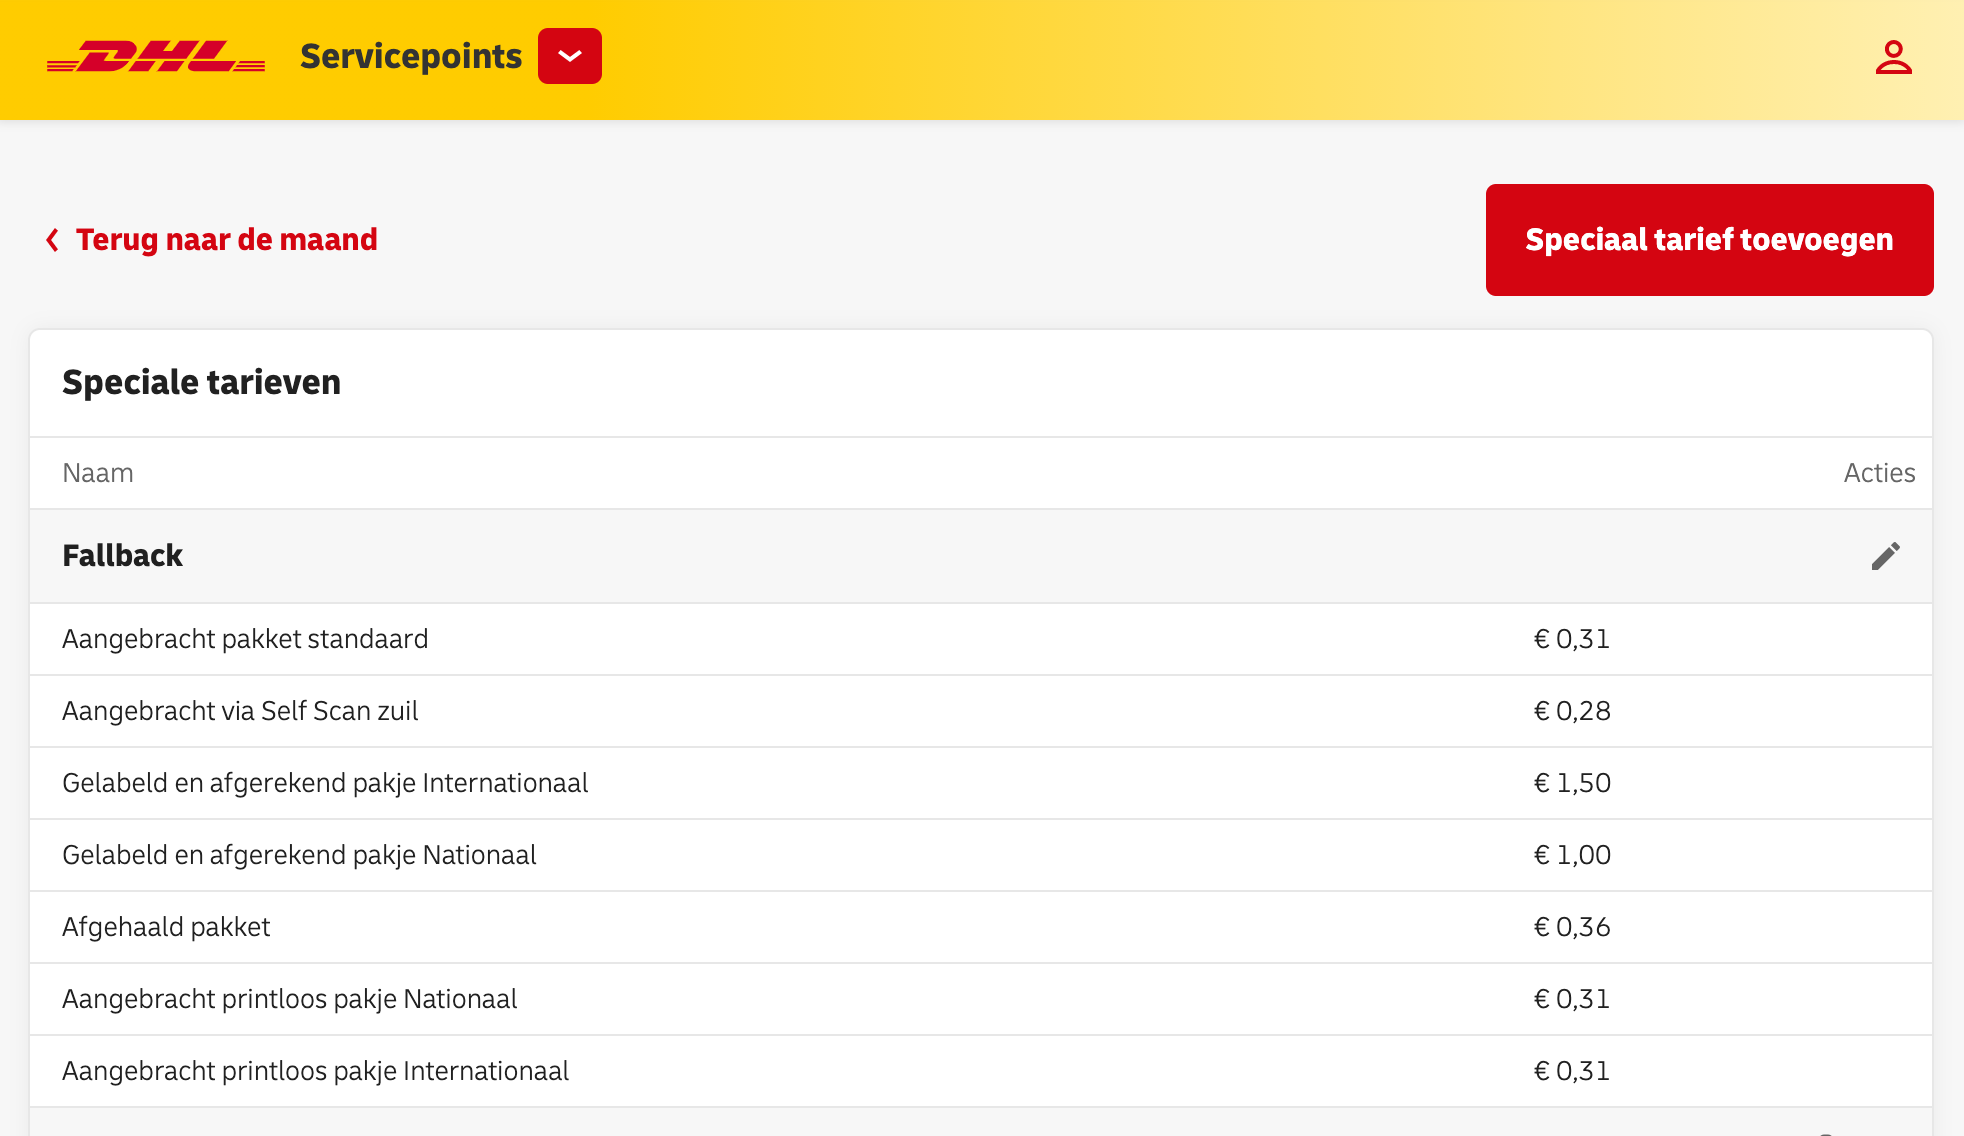 DHL Servicepoints
Terug naar de maand
Speciaal tarief toevoegen
Speciale tarieven
Naam Acties
Fallback
Aangebracht pakket standaard € 0,31
Aangebracht via Self Scan zuil € 0,28
Gelabeld en afgerekend pakje Internationaal € 1,50
Gelabeld en afgerekend pakje Nationaal € 1,00
Afgehaald pakket € 0,36
Aangebracht printloos pakje Nationaal € 0,31
Aangebracht printloos pakje Internationaal € 0,31